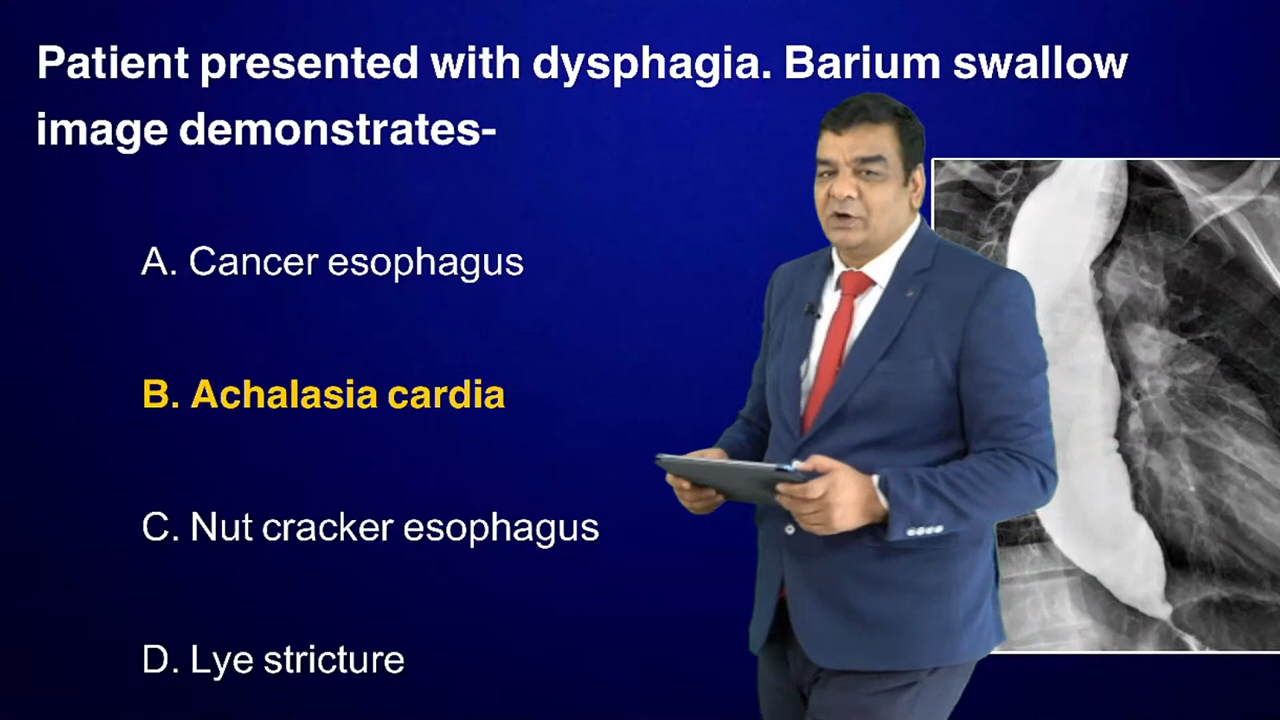 Patient presented with dysphagia. Barium swallow
image demonstrates-
A. Cancer esophagus
B. Achalasia cardia
C. Nut cracker esophagus
D. Lye stricture